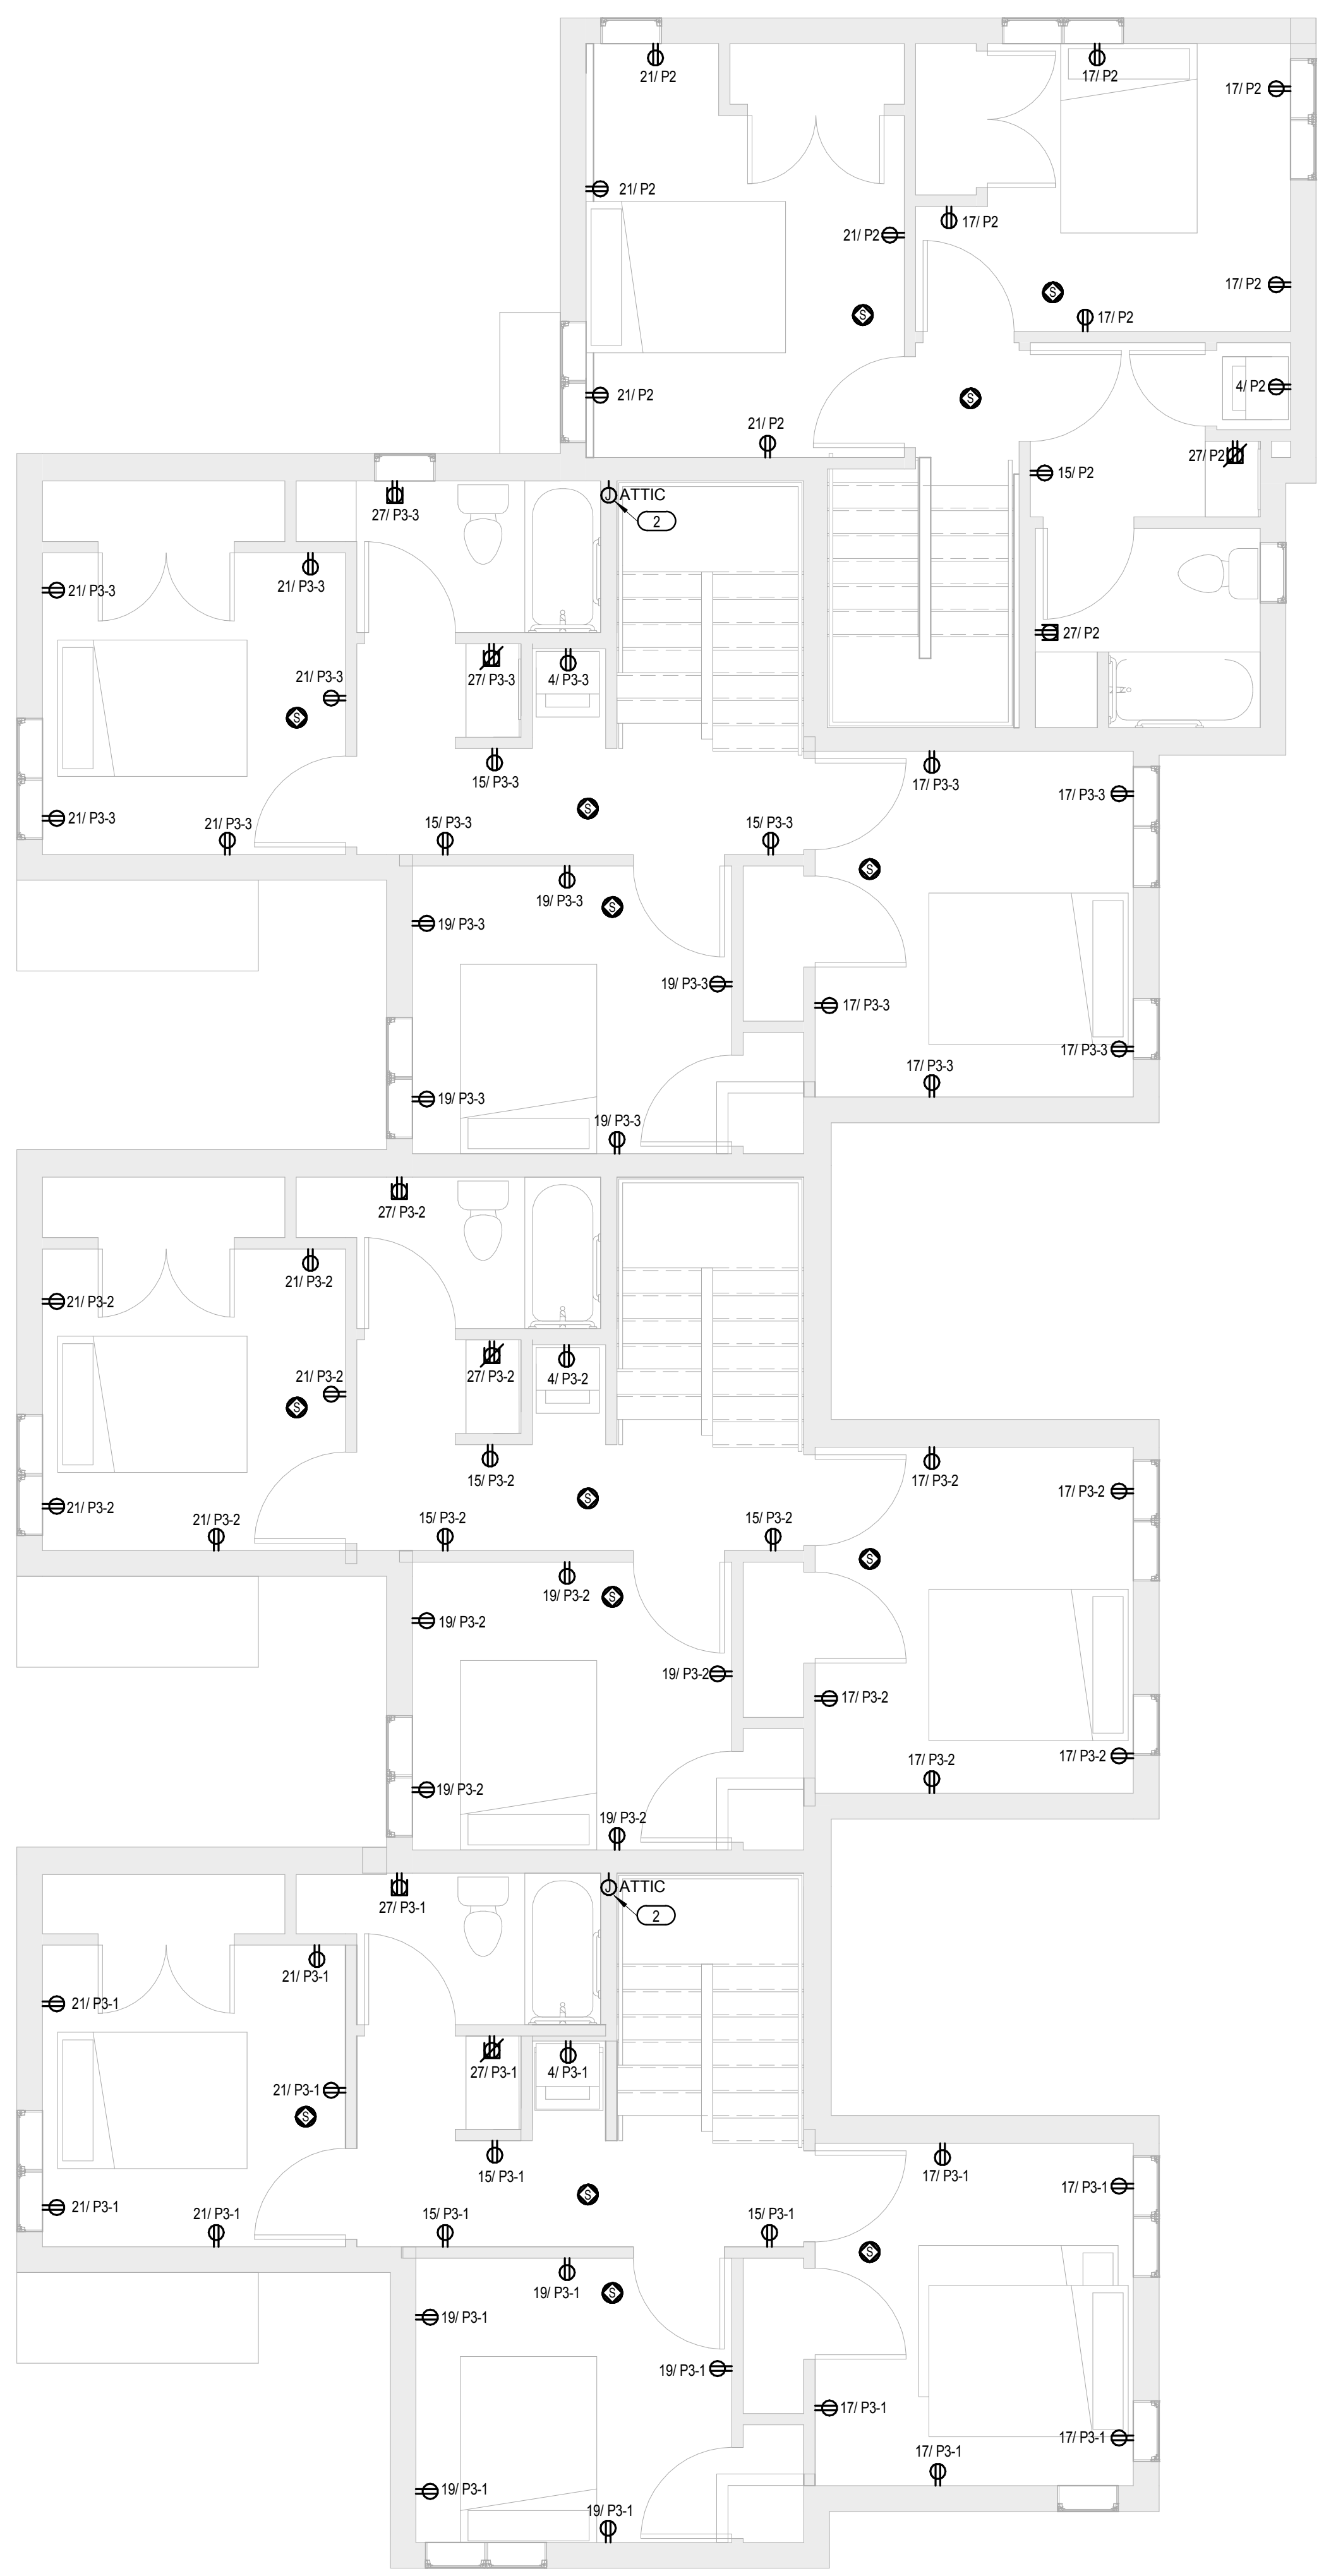 21/ P2
17/ P2
17/ P2
21/ P2
17/ P2
21/ P2
17/ P2
S
S
17/ P2
4/ P2
S
21/ P2
21/ P2
27/ P2
15/ P2
J ATTIC
27/ P3-3
2
21/ P3-3
21/ P3-3
27/ P2
21/ P3-3
27/ P3-3
4/ P3-3
S
15/ P3-3
17/ P3-3
17/ P3-3
S
21/ P3-3
21/ P3-3
15/ P3-3
15/ P3-3
S
19/ P3-3
S
19/ P3-3
19/ P3-3
17/ P3-3
17/ P3-3
17/ P3-3
19/ P3-3
19/ P3-3
27/ P3-2
21/ P3-2
21/ P3-2
21/ P3-2
27/ P3-2
4/ P3-2
S
15/ P3-2
17/ P3-2
17/ P3-2
S
21/ P3-2
21/ P3-2
15/ P3-2
15/ P3-2
S
19/ P3-2
S
19/ P3-2
19/ P3-2
17/ P3-2
17/ P3-2
17/ P3-2
19/ P3-2
19/ P3-2
J ATTIC
27/ P3-1
2
21/ P3-1
21/ P3-1
27/ P3-1
4/ P3-1
21/ P3-1
S
15/ P3-1
17/ P3-1
17/ P3-1
S
21/ P3-1
21/ P3-1
15/ P3-1
15/ P3-1
S
19/ P3-1
S
19/ P3-1
19/ P3-1
17/ P3-1
17/ P3-1
17/ P3-1
19/ P3-1
19/ P3-1